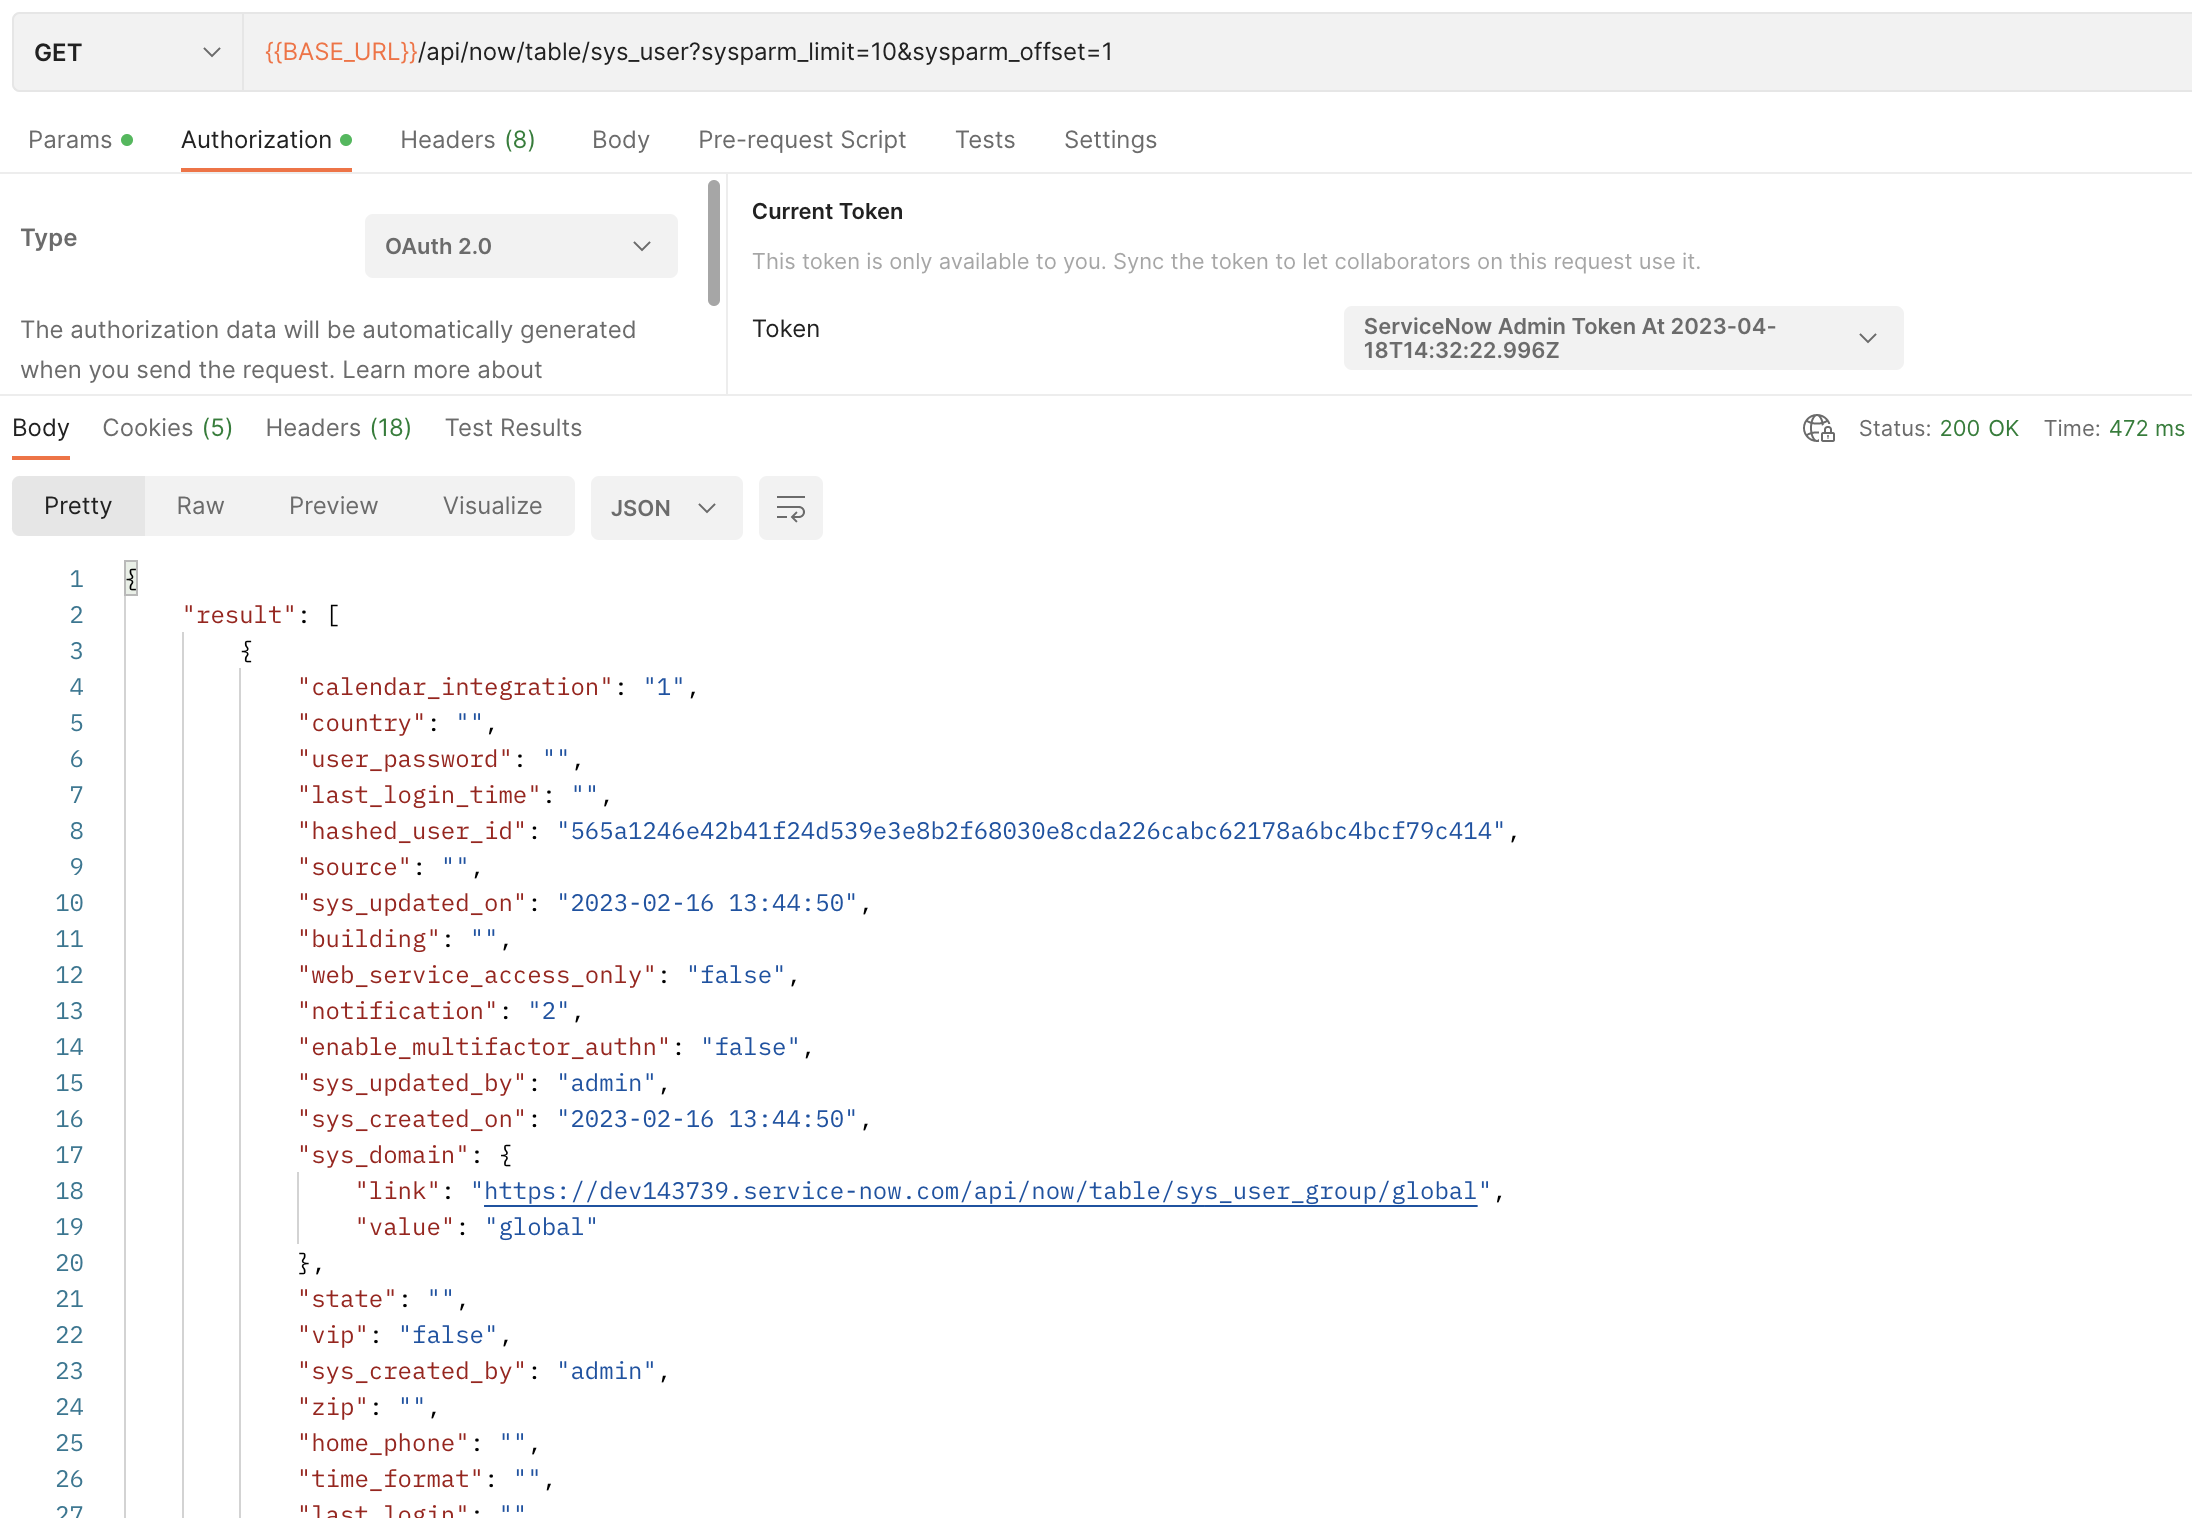 GET {{BASE_URL}}/api/now/table/sys_user?sysparm_limit=10&sysparm_offset=1
Params Authorization Headers (8) Body Pre-request Script Tests Settings
Type OAuth 2.0
The authorization data will be automatically generated
when you send the request. Learn more about
Current Token
This token is only available to you. Sync the token to let collaborators on this request use it.
Token ServiceNow Admin Token At 2023-04-
18T14:32:22.996Z
Body Cookies (5) Headers (18) Test Results Status: 200 OK Time: 472 ms
Pretty Raw Preview Visualize JSON
1 {
2 "result": [
3 {
4 "calendar_integration": "1",
5 "country": "",
6 "user_password": "",
7 "last_login_time": "",
8 "hashed_user_id": "565a1246e42b41f24d539e3e8b2f68030e8cda226cabc62178a6bc4bcf79c414",
9 "source": "",
10 "sys_updated_on": "2023-02-16 13:44:50",
11 "building": "",
12 "web_service_access_only": "false",
13 "notification": "2",
14 "enable_multifactor_authn": "false",
15 "sys_updated_by": "admin",
16 "sys_created_on": "2023-02-16 13:44:50",
17 "sys_domain": {
18 "link": "https://dev143739.service-now.com/api/now/table/sys_user_group/global",
19 "value": "global"
20 },
21 "state": "",
22 "vip": "false",
23 "sys_created_by": "admin",
24 "zip": "",
25 "home_phone": "",
26 "time_format": "",
27 "last_login": ""